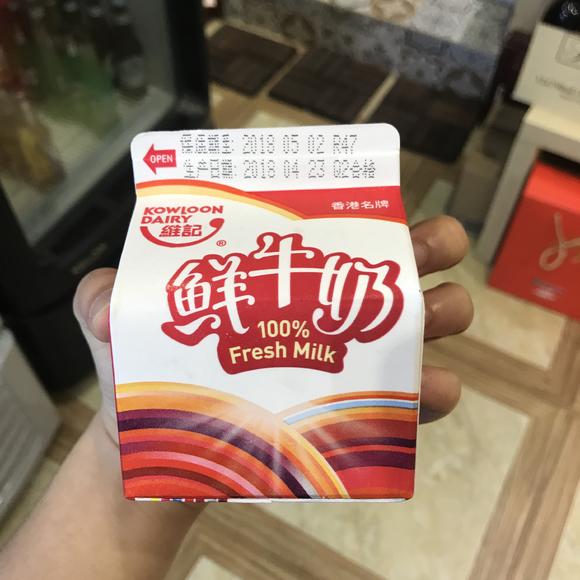 保质期至 2018 05 02 R47
生产日期 2018 04 23 02合格
OPEN
香港名牌
KOWLOON
DAIRY
維記
®
鮮牛奶
100%
Fresh Milk